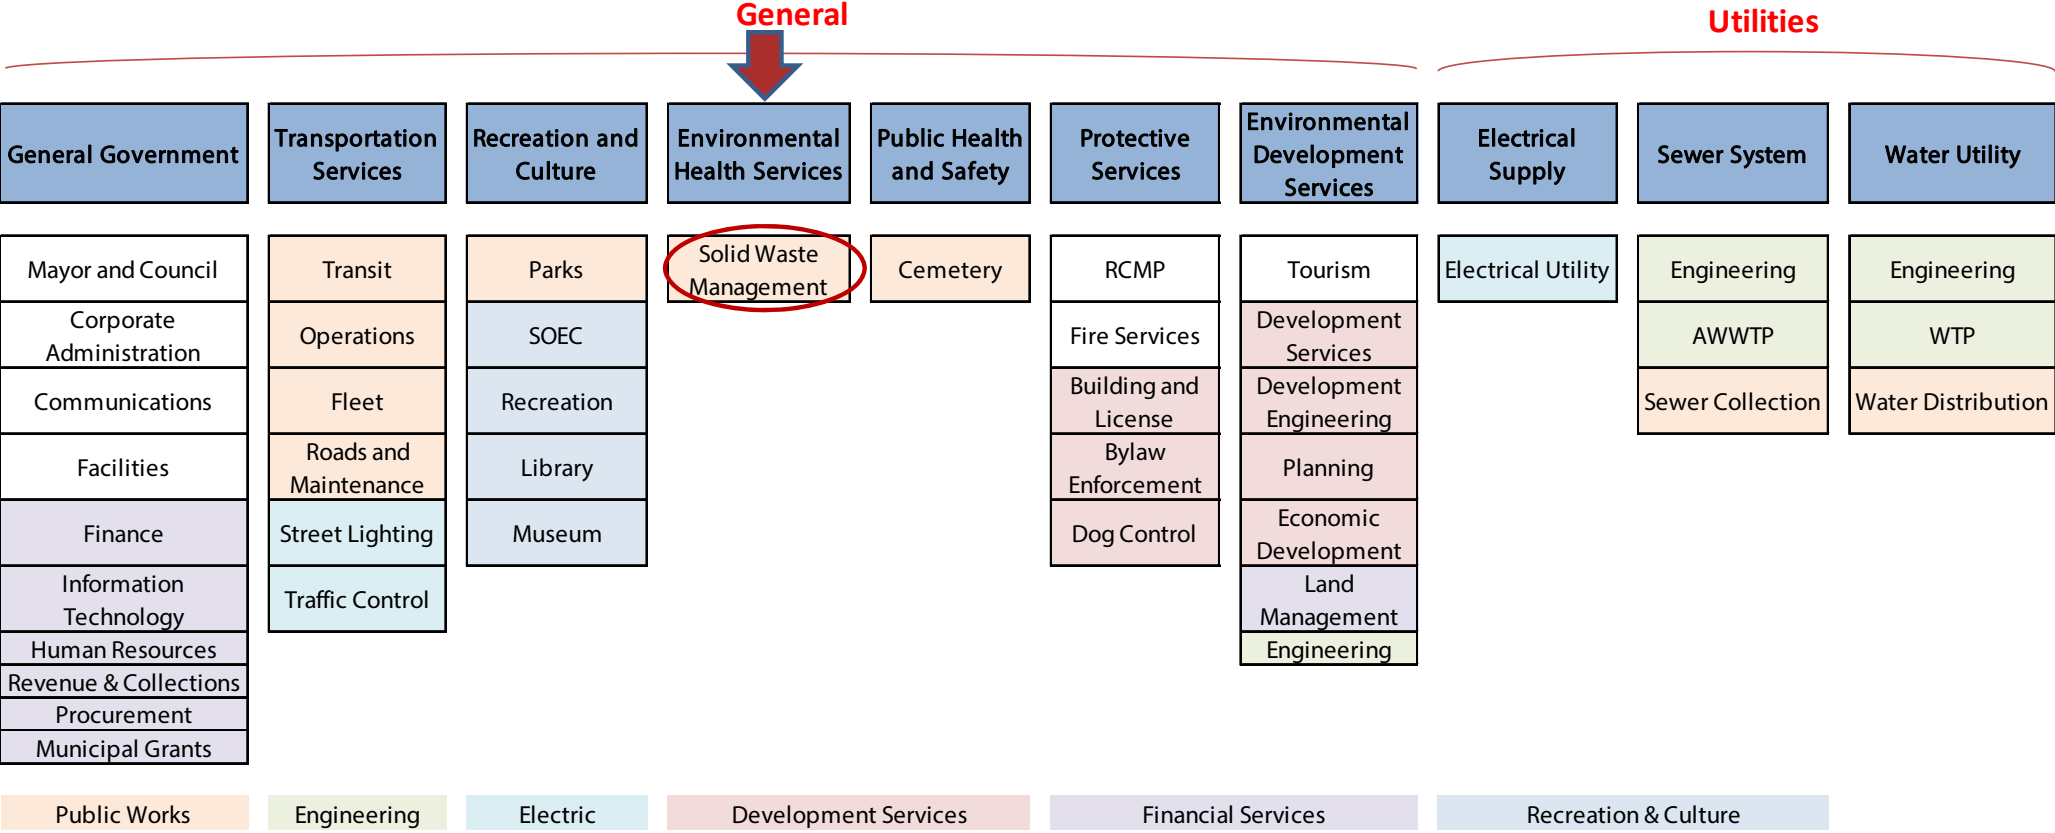 General
Utilities
General Government
Transportation
Services
Recreation and
Culture
Environmental
Health Services
Public Health
and Safety
Protective
Services
Environmental
Development
Services
Electrical
Supply
Sewer System
Water Utility
Mayor and Council
Corporate
Administration
Communications
Facilities
Finance
Information
Technology
Human Resources
Revenue & Collections
Procurement
Municipal Grants
Transit
Operations
Fleet
Roads and
Maintenance
Street Lighting
Traffic Control
Parks
SOEC
Recreation
Library
Museum
Solid Waste
Management
Cemetery
RCMP
Fire Services
Building and
License
Bylaw
Enforcement
Dog Control
Tourism
Development
Services
Development
Engineering
Planning
Economic
Development
Land
Management
Engineering
Electrical Utility
Engineering
AWWTP
Sewer Collection
Engineering
WTP
Water Distribution
Public Works
Engineering
Electric
Development Services
Financial Services
Recreation & Culture